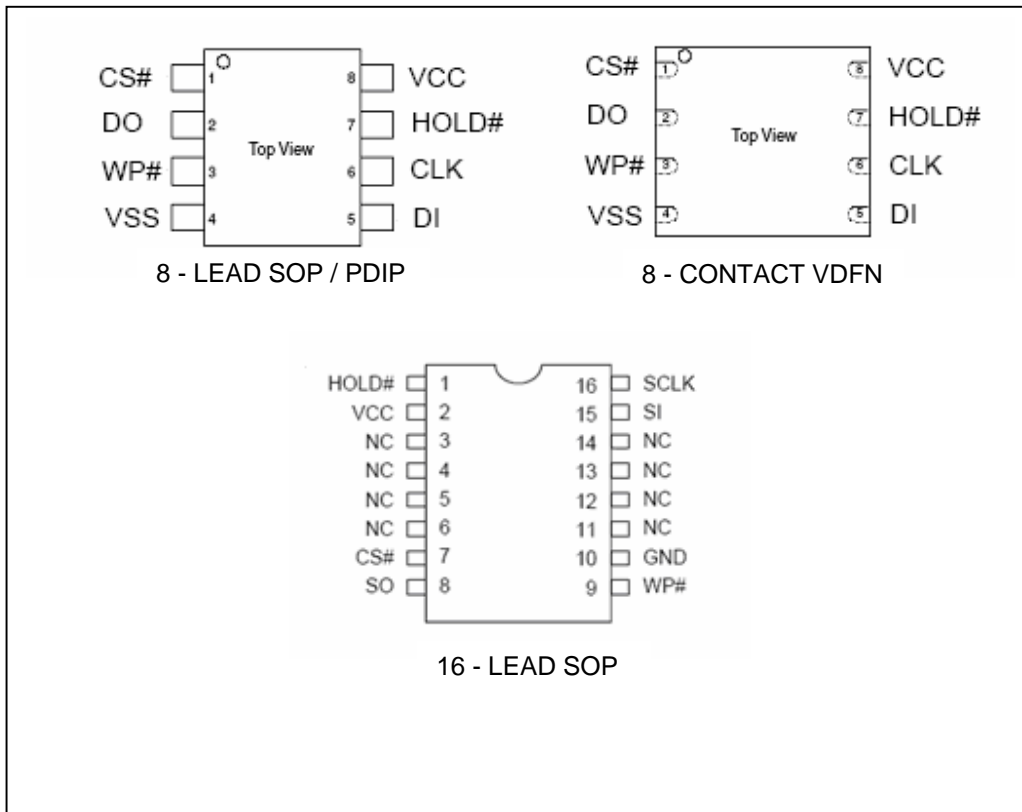 CS# 1 8 VCC
DO 2 7 HOLD#
Top View
WP# 3 6 CLK
VSS 4 5 DI
8 - LEAD SOP / PDIP
CS# 1 8 VCC
DO 2 7 HOLD#
Top View
WP# 3 6 CLK
VSS 4 5 DI
8 - CONTACT VDFN
HOLD# 1 16 SCLK
VCC 2 15 SI
NC 3 14 NC
NC 4 13 NC
NC 5 12 NC
NC 6 11 NC
CS# 7 10 GND
SO 8 9 WP#
16 - LEAD SOP